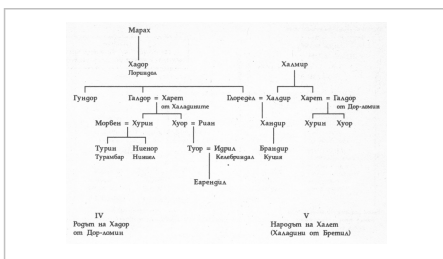 Марах
Хадор
Лориндил
Халмир
Гундор
Галдор = Харет
от Халадините
Глоредел = Халдир
Харет = Галдор
от Дор-ломин
Морвен = Хурин
Хуор = Риан
Хандир
Хурин
Хуор
Турин
Турамбар
Ниенор
Ниниел
Туор = Идрил
Келебриндал
Брандир
Куция
Еарендил
IV
Родът на Хадор
от Дор-ломин
V
Народът на Халет
(Халадини от Бретил)